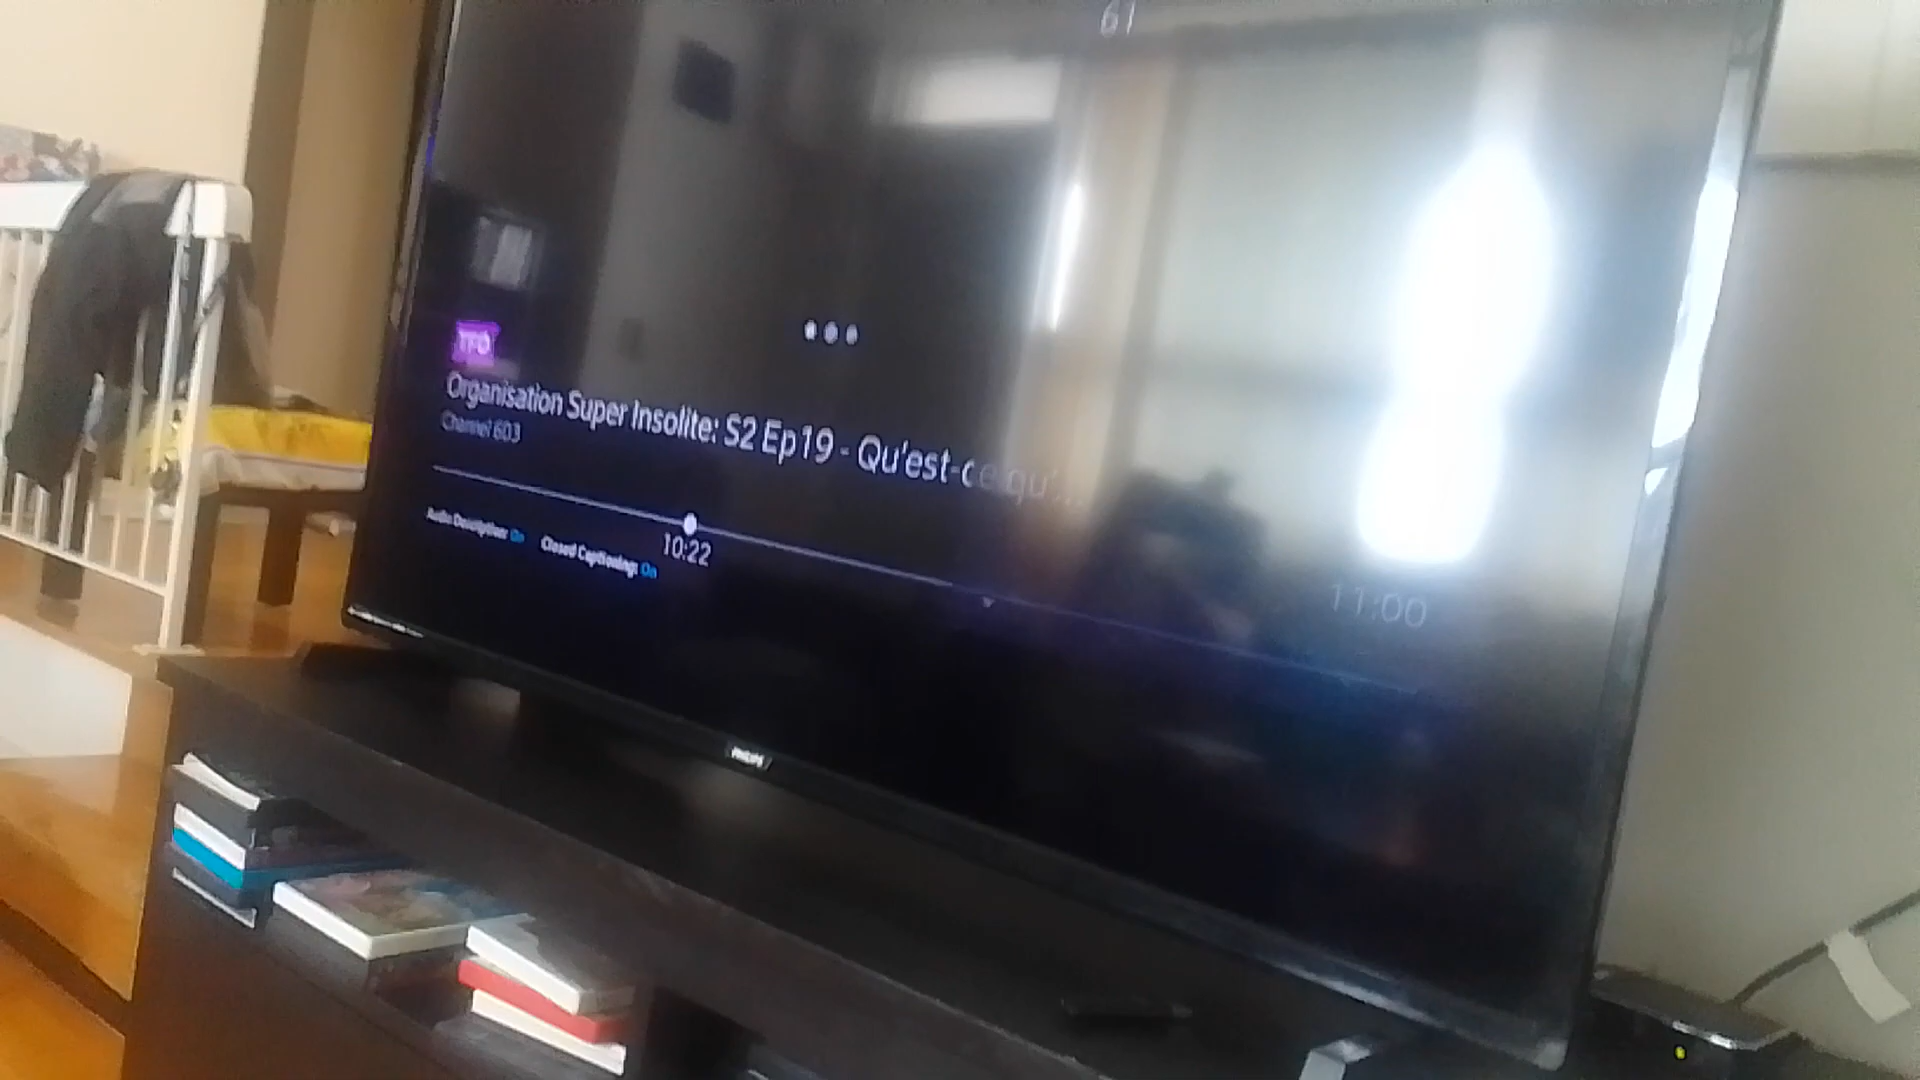 61
TFO
Organisation Super Insolite: S2 Ep19 - Qu'est-ce qu'...
Channel 603
10:22
11:00
Audio Description: On Closed Captioning: On
PHILIPS